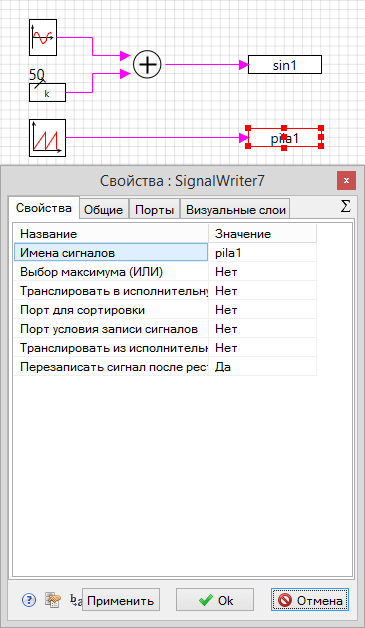 50
k
sin1
pila1
Свойства : SignalWriter7
x
Свойства Общие Порты Визуальные слои Σ
Название Значение
Имена сигналов pila1
Выбор максимума (ИЛИ) Нет
Транслировать в исполнительну Нет
Порт для сортировки Нет
Порт условия записи сигналов Нет
Транслировать из исполнительн Нет
Перезаписать сигнал после рест Да
Применить Ok Отмена